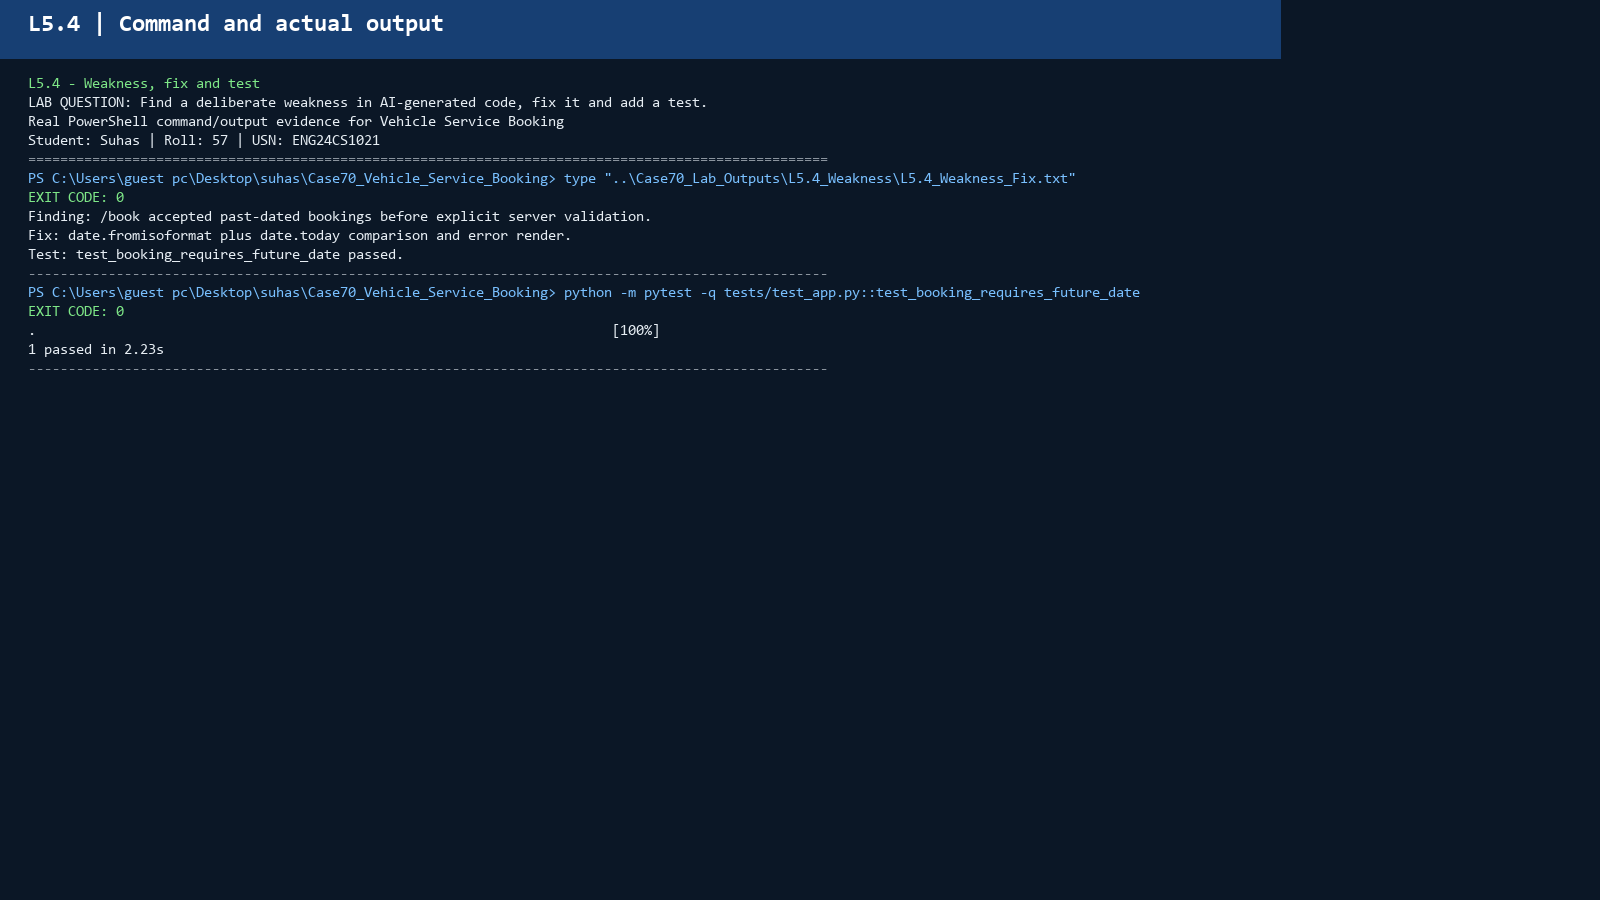 L5.4 | Command and actual output
L5.4 - Weakness, fix and test
LAB QUESTION: Find a deliberate weakness in AI-generated code, fix it and add a test.
Real PowerShell command/output evidence for Vehicle Service Booking
Student: Suhas | Roll: 57 | USN: ENG24CS1021
====================================================================================================
PS C:\Users\guest pc\Desktop\suhas\Case70_Vehicle_Service_Booking> type "..\Case70_Lab_Outputs\L5.4_Weakness\L5.4_Weakness_Fix.txt"
EXIT CODE: 0
Finding: /book accepted past-dated bookings before explicit server validation.
Fix: date.fromisoformat plus date.today comparison and error render.
Test: test_booking_requires_future_date passed.
----------------------------------------------------------------------------------------------------
PS C:\Users\guest pc\Desktop\suhas\Case70_Vehicle_Service_Booking> python -m pytest -q tests/test_app.py::test_booking_requires_future_date
EXIT CODE: 0
. [100%]
1 passed in 2.23s
----------------------------------------------------------------------------------------------------